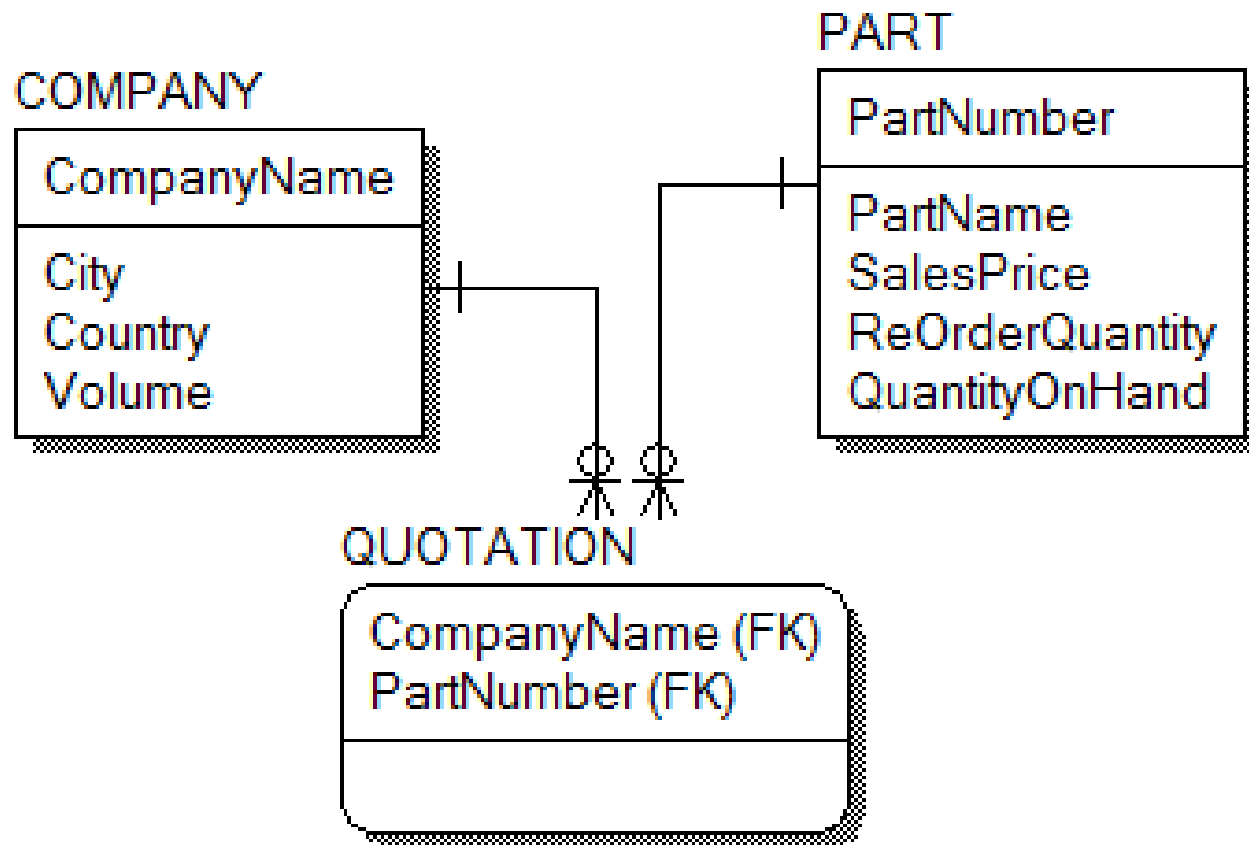 COMPANY
CompanyName
City
Country
Volume
PART
PartNumber
PartName
SalesPrice
ReOrderQuantity
QuantityOnHand
QUOTATION
CompanyName (FK)
PartNumber (FK)